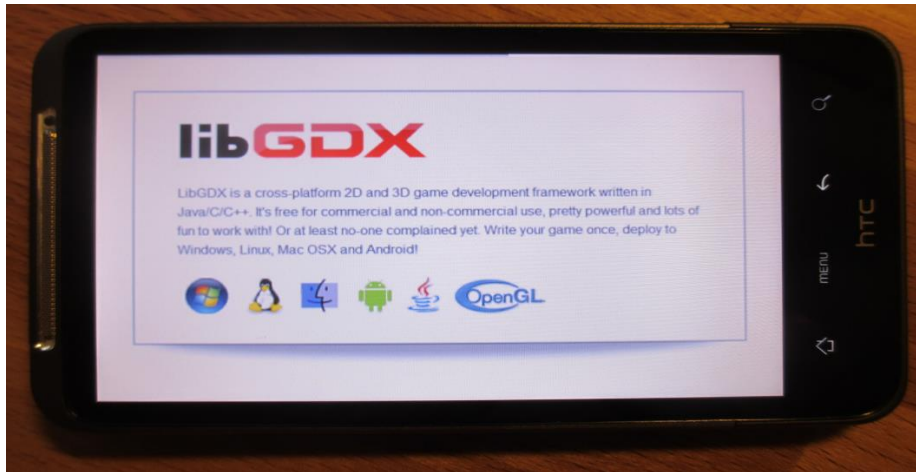 libGDX
LibGDX is a cross-platform 2D and 3D game development framework written in
Java/C/C++. It's free for commercial and non-commercial use, pretty powerful and lots of
fun to work with! Or at least no-one complained yet. Write your game once, deploy to
Windows, Linux, Mac OSX and Android!
OpenGL
MENU
hTC